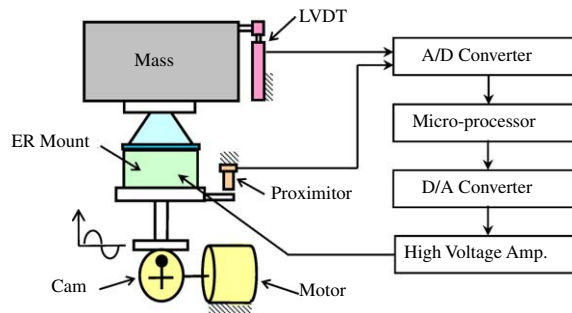 LVDT
Mass
A/D Converter
Micro-processor
ER Mount
Proximitor
D/A Converter
High Voltage Amp.
Cam
Motor